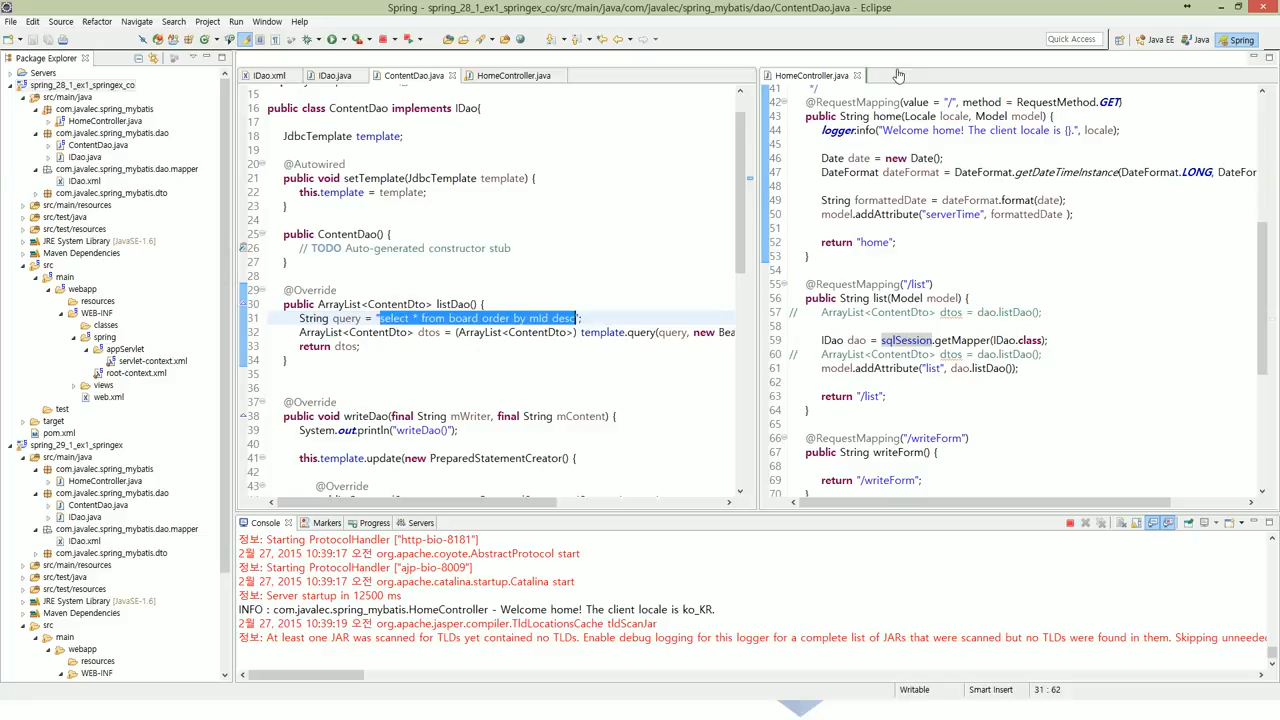 Spring - spring_28_1_ex1_springex_co/src/main/java/com/javalec/spring_mybatis/dao/ContentDao.java - Eclipse
File Edit Source Refactor Navigate Search Project Run Window Help
Quick Access
Java EE
Java
Spring
Package Explorer
Servers
spring_28_1_ex1_springex_co
src/main/java
com.javalec.spring_mybatis
HomeController.java
com.javalec.spring_mybatis.dao
ContentDao.java
IDao.java
com.javalec.spring_mybatis.dao.mapper
IDao.xml
com.javalec.spring_mybatis.dto
src/main/resources
src/test/java
src/test/resources
JRE System Library [JavaSE-1.6]
Maven Dependencies
src
main
webapp
resources
WEB-INF
classes
spring
appServlet
servlet-context.xml
root-context.xml
views
web.xml
test
target
pom.xml
spring_29_1_ex1_springex
src/main/java
com.javalec.spring_mybatis
HomeController.java
com.javalec.spring_mybatis.dao
ContentDao.java
IDao.java
com.javalec.spring_mybatis.dao.mapper
IDao.xml
com.javalec.spring_mybatis.dto
src/main/resources
src/test/java
src/test/resources
JRE System Library [JavaSE-1.6]
Maven Dependencies
src
main
webapp
resources
WEB-INF
IDao.xml
IDao.java
ContentDao.java
HomeController.java
15
16 public class ContentDao implements IDao{
17
18 JdbcTemplate template;
19
20 @Autowired
21 public void setTemplate(JdbcTemplate template) {
22 this.template = template;
23 }
24
25 public ContentDao() {
26 // TODO Auto-generated constructor stub
27 }
28
29 @Override
30 public ArrayList<ContentDto> listDao() {
31 String query = "select * from board order by mId desc";
32 ArrayList<ContentDto> dtos = (ArrayList<ContentDto>) template.query(query, new Bea
33 return dtos;
34 }
35
36
37 @Override
38 public void writeDao(final String mWriter, final String mContent) {
39 System.out.println("writeDao()");
40
41 this.template.update(new PreparedStatementCreator() {
42
43 @Override
HomeController.java
41 */
42 @RequestMapping(value = "/", method = RequestMethod.GET)
43 public String home(Locale locale, Model model) {
44 logger.info("Welcome home! The client locale is {}.", locale);
45
46 Date date = new Date();
47 DateFormat dateFormat = DateFormat.getDateTimeInstance(DateFormat.LONG, DateFor
48
49 String formattedDate = dateFormat.format(date);
50 model.addAttribute("serverTime", formattedDate );
51
52 return "home";
53 }
54
55 @RequestMapping("/list")
56 public String list(Model model) {
57 // ArrayList<ContentDto> dtos = dao.listDao();
58
59 IDao dao = sqlSession.getMapper(IDao.class);
60 // ArrayList<ContentDto> dtos = dao.listDao();
61 model.addAttribute("list", dao.listDao());
62
63 return "/list";
64 }
65
66 @RequestMapping("/writeForm")
67 public String writeForm() {
68
69 return "/writeForm";
70 }
Console Markers Progress Servers
정보: Starting ProtocolHandler ["http-bio-8181"]
2월 27, 2015 10:39:17 오전 org.apache.coyote.AbstractProtocol start
정보: Starting ProtocolHandler ["ajp-bio-8009"]
2월 27, 2015 10:39:17 오전 org.apache.catalina.startup.Catalina start
정보: Server startup in 12500 ms
INFO : com.javalec.spring_mybatis.HomeController - Welcome home! The client locale is ko_KR.
2월 27, 2015 10:39:19 오전 org.apache.jasper.compiler.TldLocationsCache tldScanJar
정보: At least one JAR was scanned for TLDs yet contained no TLDs. Enable debug logging for this logger for a complete list of JARs that were scanned but no TLDs were found in them. Skipping unneeded
Writable
Smart Insert
31 : 62